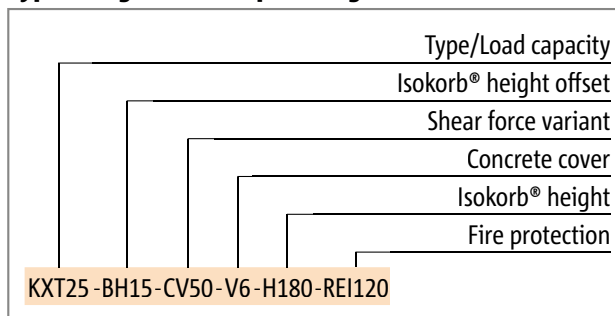 Type/Load capacity
Isokorb® height offset
Shear force variant
Concrete cover
Isokorb® height
Fire protection
KXT25 -BH15-CV50-V6-H180-REI120